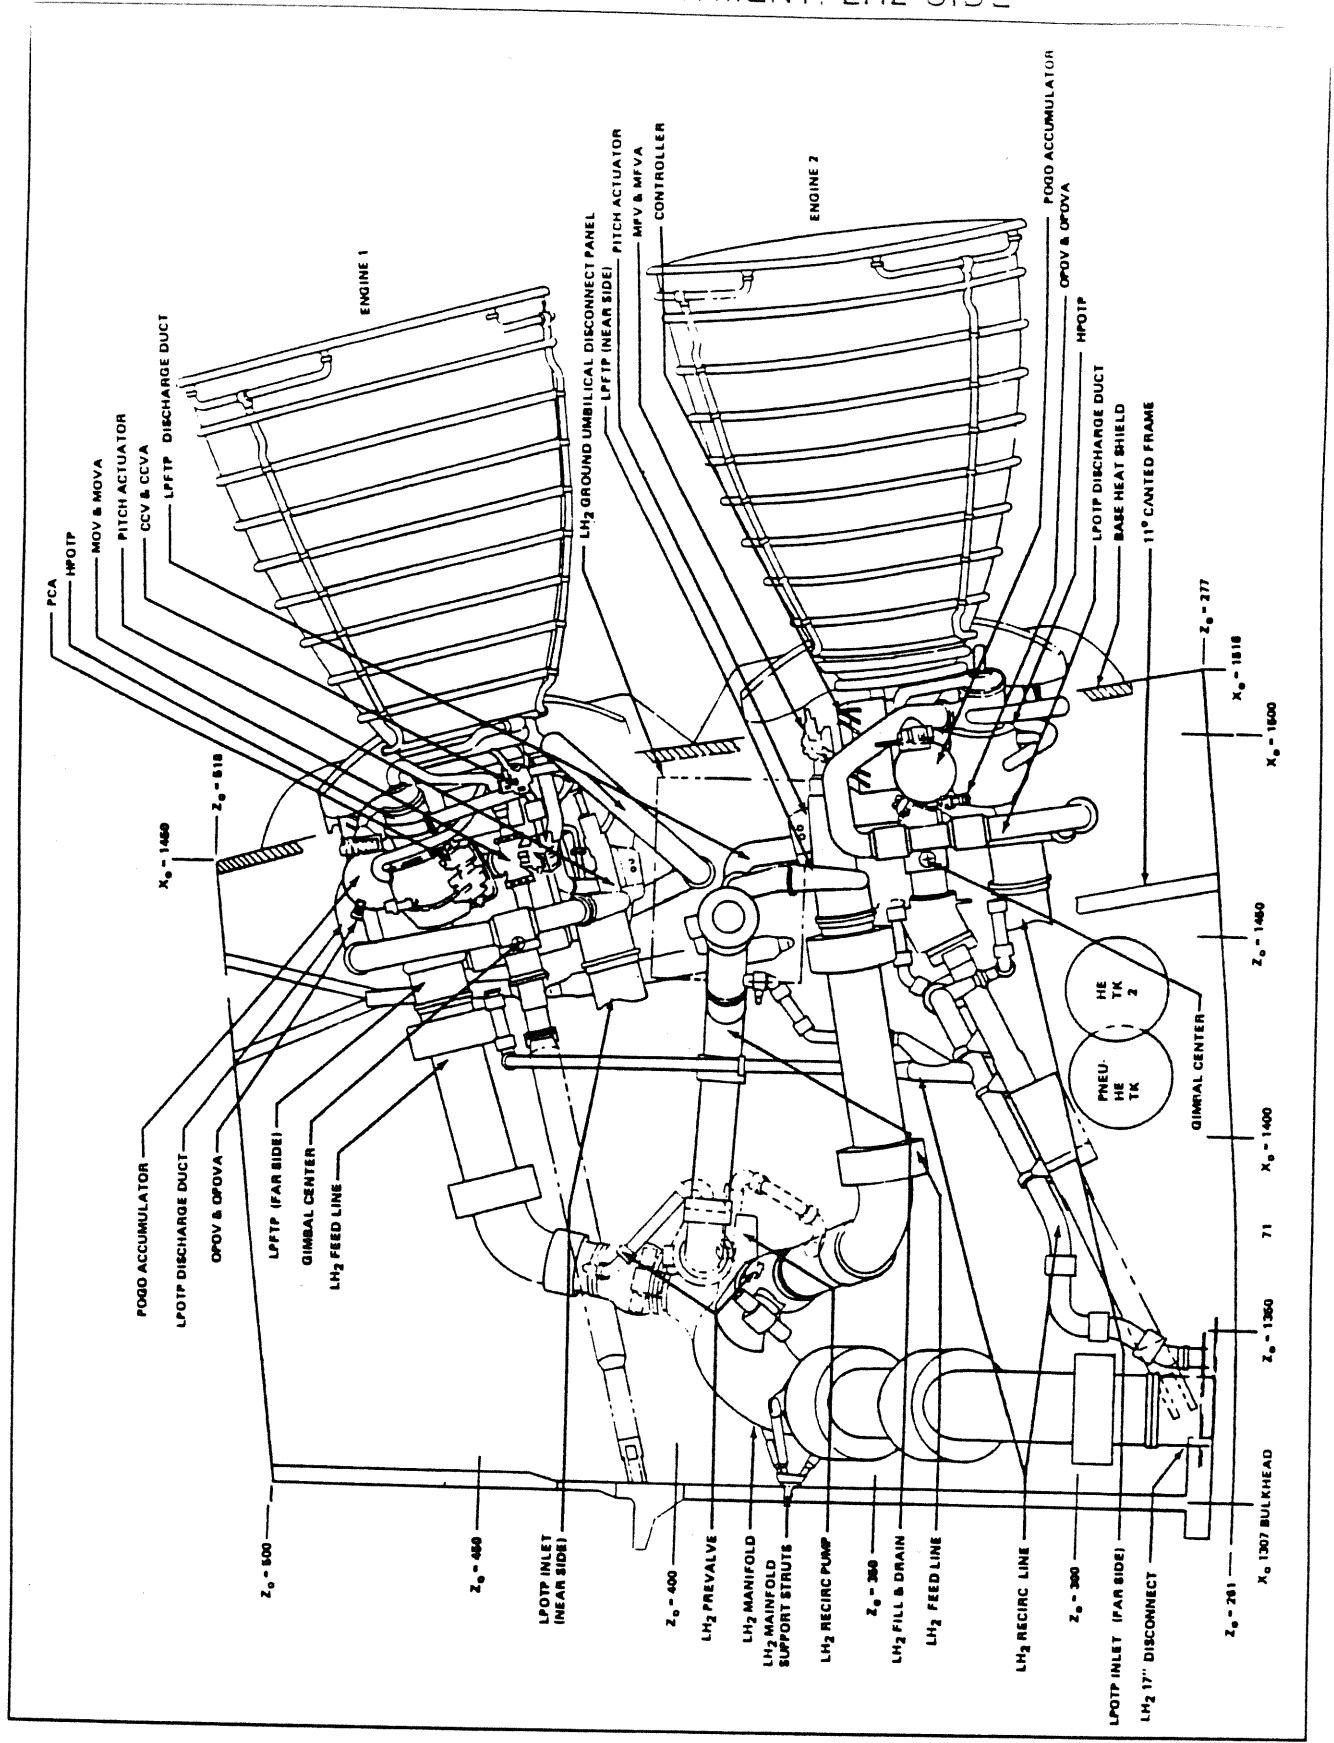 PCA
HPOTP
MOV & MOVA
PITCH ACTUATOR
CCV & CCVA
LPFTP DISCHARGE DUCT
ENGINE 1
LH2 GROUND UMBILICAL DISCONNECT PANEL
LPFTP (NEAR SIDE)
PITCH ACTUATOR
MFV & MFVA
CONTROLLER
ENGINE 2
POGO ACCUMULATOR
OPOV & OPOVA
HPOTP
LPOTP DISCHARGE DUCT
BASE HEAT SHIELD
11° CANTED FRAME
Zo = 277
Xo = 1518
Xo = 1500
Zo = 518
Xo = 1460
Zo = 1450
HE
TK
2
PNEU-
HE
TK
GIMBAL CENTER
Xo = 1400
71
Zo = 1350
POGO ACCUMULATOR
LPOTP DISCHARGE DUCT
OPOV & OPOVA
LPFTP (FAR SIDE)
GIMBAL CENTER
LH2 FEED LINE
Zo = 500
Zo = 450
LPOTP INLET
(NEAR SIDE)
Zo = 400
LH2 PREVALVE
LH2 MANIFOLD
LH2 MAINFOLD
SUPPORT STRUTS
LH2 RECIRC PUMP
Zo = 350
LH2 FILL & DRAIN
LH2 FEED LINE
LH2 RECIRC LINE
Zo = 300
LPOTP INLET (FAR SIDE)
LH2 17" DISCONNECT
Zo = 251
Xo 1307 BULKHEAD